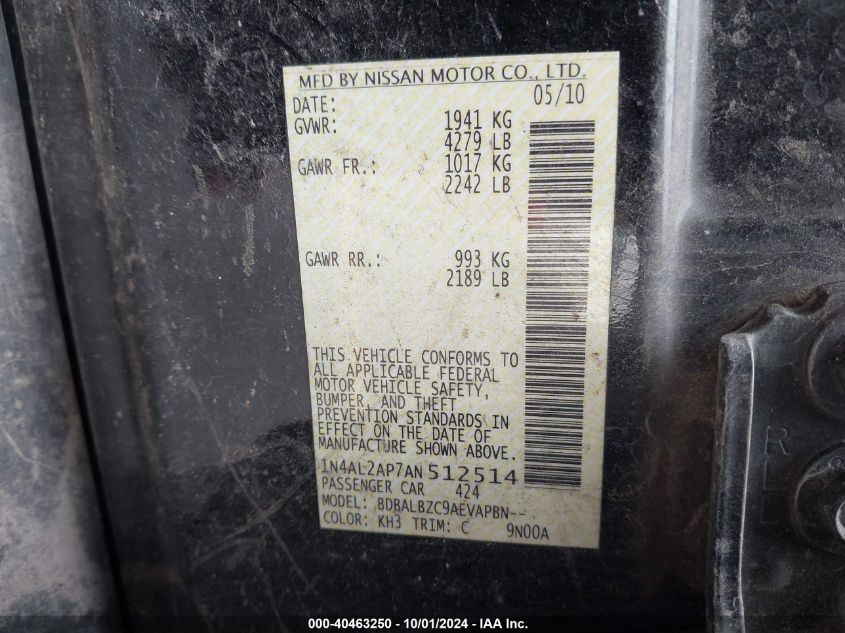 MFD BY NISSAN MOTOR CO., LTD.
DATE: 05/10
GVWR: 1941 KG
4279 LB
GAWR FR.: 1017 KG
2242 LB
GAWR RR.: 993 KG
2189 LB
THIS VEHICLE CONFORMS TO
ALL APPLICABLE FEDERAL
MOTOR VEHICLE SAFETY,
BUMPER, AND THEFT
PREVENTION STANDARDS IN
EFFECT ON THE DATE OF
MANUFACTURE SHOWN ABOVE.
1N4AL2AP7AN512514
PASSENGER CAR 424
MODEL: BDBALBZC9AEVAPBN--
COLOR: KH3 TRIM: C 9N00A
000-40463250 - 10/01/2024 - IAA Inc.